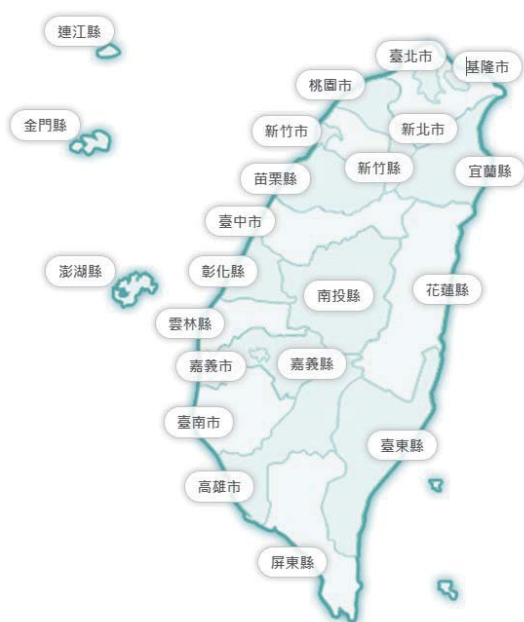 連江縣
臺北市
基隆市
桃園市
金門縣
新竹市
新北市
苗栗縣
新竹縣
宜蘭縣
臺中市
澎湖縣
彰化縣
南投縣
花蓮縣
雲林縣
嘉義市
嘉義縣
臺南市
臺東縣
高雄市
屏東縣